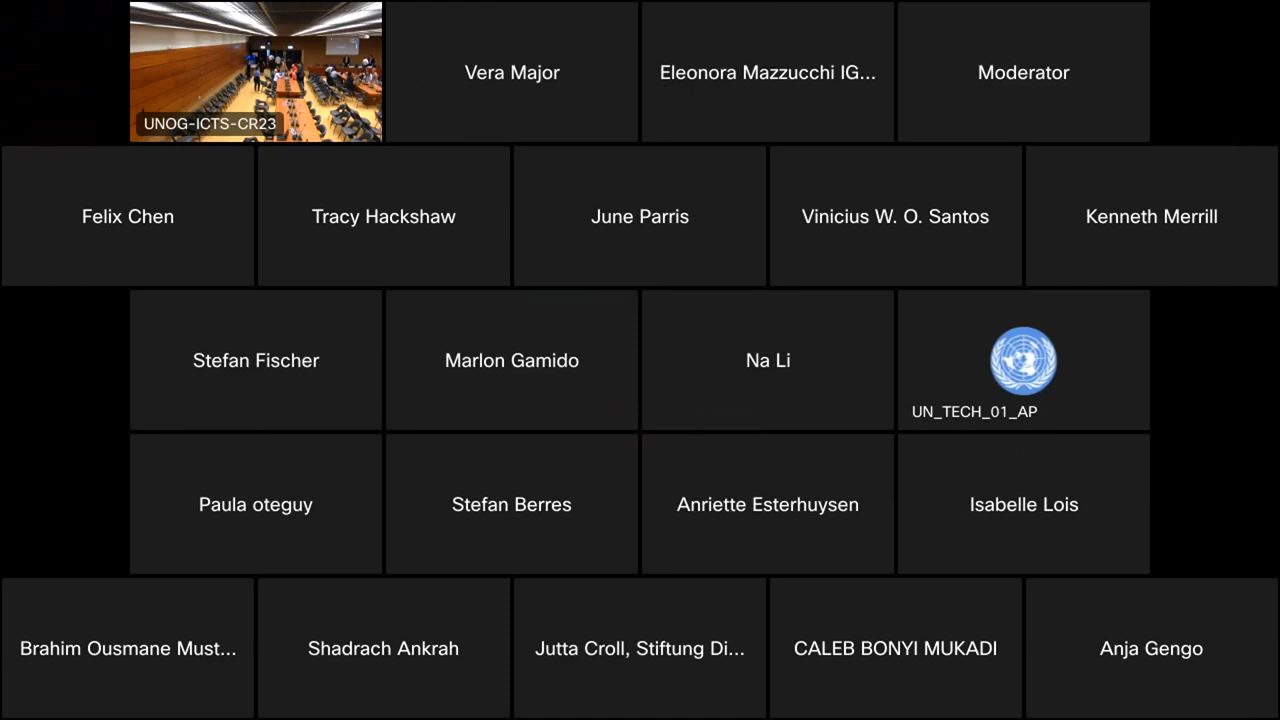 UNOG-ICTS-CR23
Vera Major
Eleonora Mazzucchi IG...
Moderator
Felix Chen
Tracy Hackshaw
June Parris
Vinicius W. O. Santos
Kenneth Merrill
Stefan Fischer
Marlon Gamido
Na Li
UN_TECH_01_AP
Paula oteguy
Stefan Berres
Anriette Esterhuysen
Isabelle Lois
Brahim Ousmane Must...
Shadrach Ankrah
Jutta Croll, Stiftung Di...
CALEB BONYI MUKADI
Anja Gengo